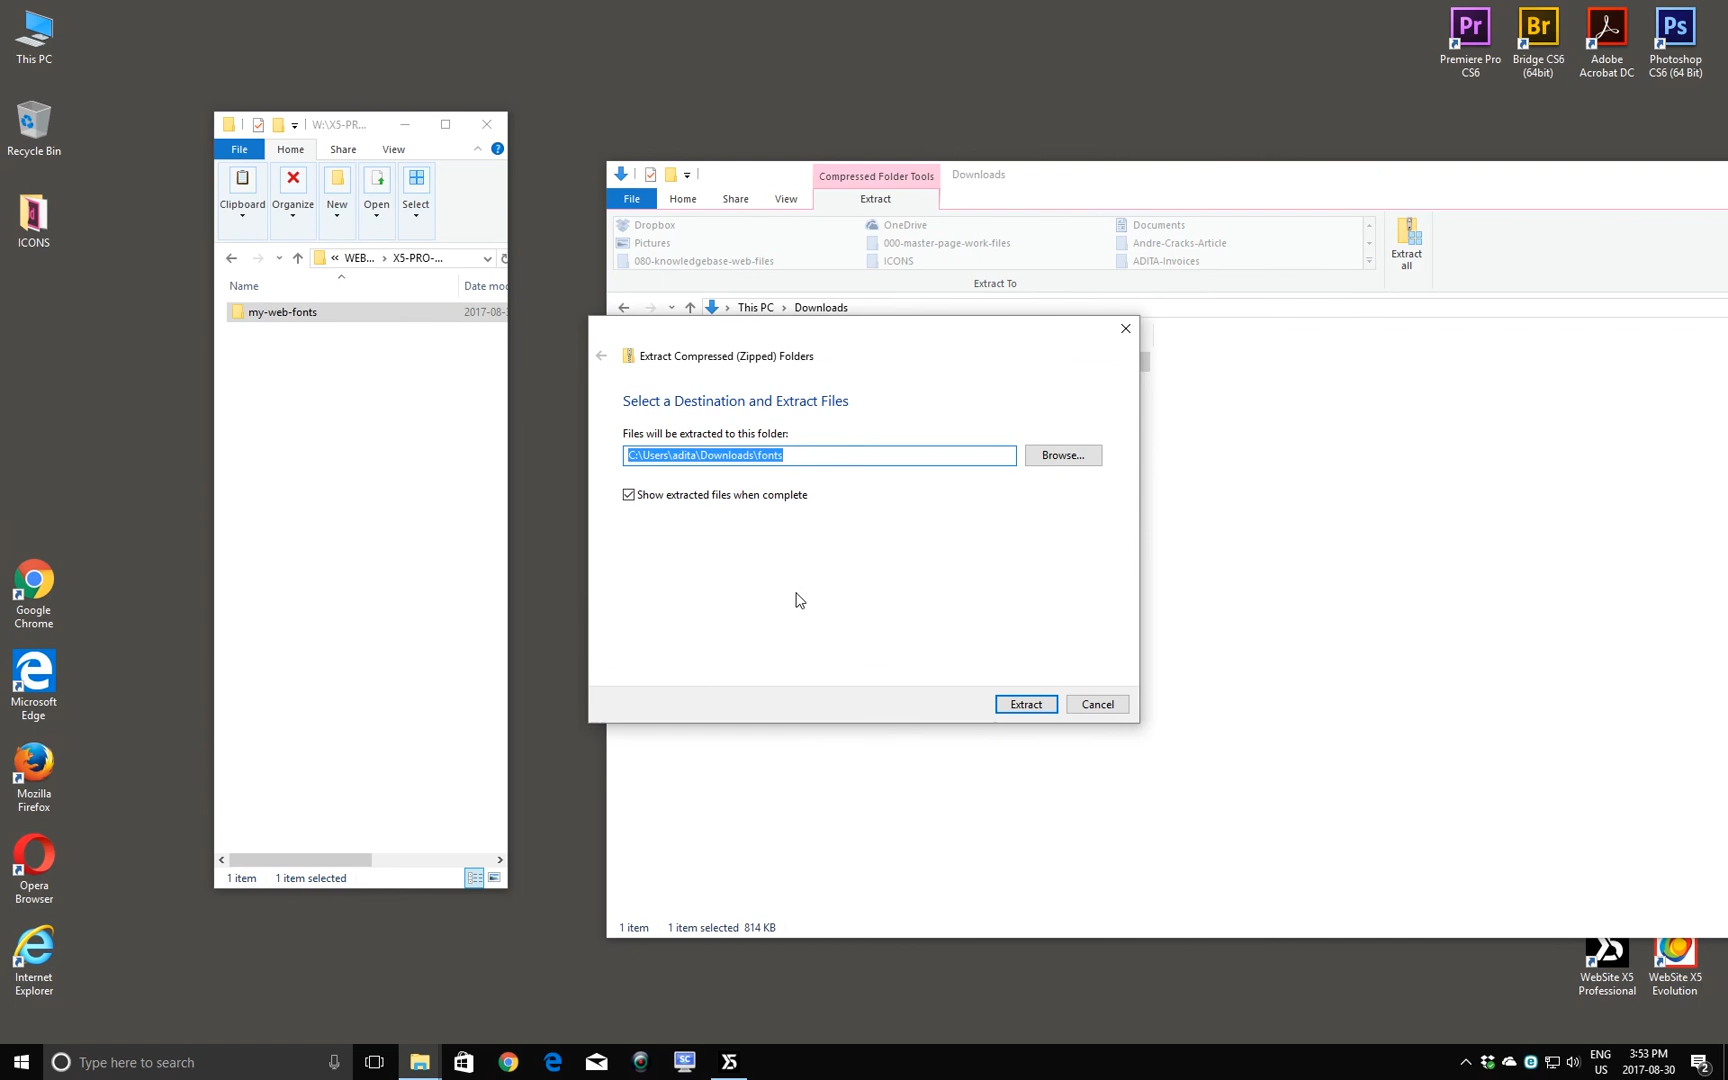 This PC
Recycle Bin
ICONS
Google
Chrome
Microsoft
Edge
Mozilla
Firefox
Opera
Browser
Internet
Explorer
Pr
Premiere Pro
CS6
Br
Bridge CS6
(64bit)
Adobe
Acrobat DC
Ps
Photoshop
CS6 (64 Bit)
W:\X5-PR...
File Home Share View
Clipboard Organize New Open Select
« WEB... › X5-PRO-...
Name Date mod
my-web-fonts 2017-08-
1 item 1 item selected
Compressed Folder Tools Downloads
File Home Share View Extract
Dropbox OneDrive Documents
Pictures 000-master-page-work-files Andre-Cracks-Article
080-knowledgebase-web-files ICONS ADITA-Invoices
Extract
all
Extract To
› This PC › Downloads
Extract Compressed (Zipped) Folders
Select a Destination and Extract Files
Files will be extracted to this folder:
C:\Users\adita\Downloads\fonts
Browse...
Show extracted files when complete
Extract Cancel
1 item 1 item selected 814 KB
WebSite X5
Professional
WebSite X5
Evolution
Type here to search
SC
ENG
US
3:53 PM
2017-08-30
2